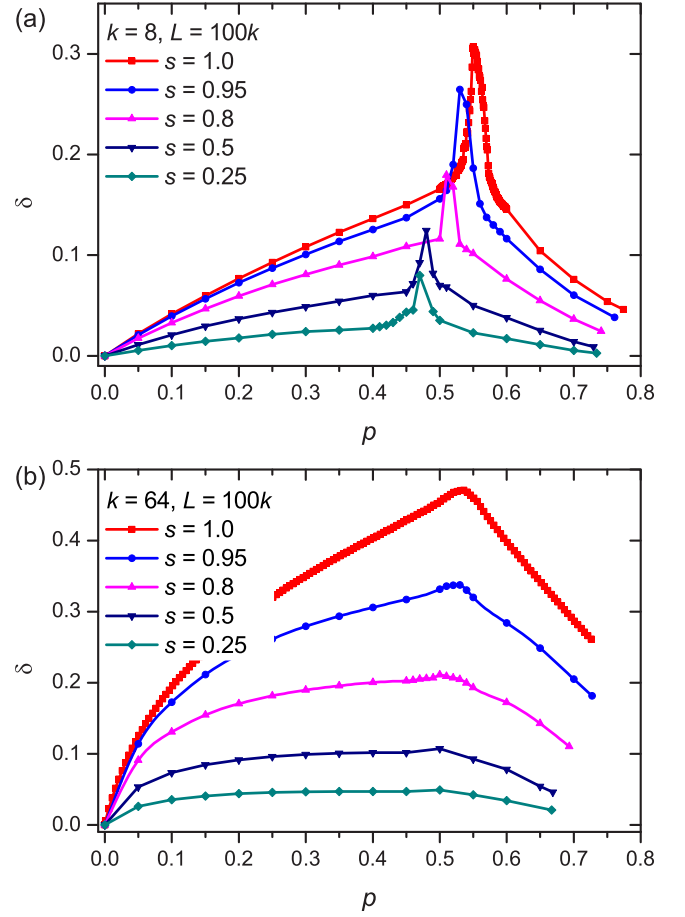 (a)
k = 8, L = 100k
s = 1.0
s = 0.95
s = 0.8
s = 0.5
s = 0.25
δ
0.3
0.2
0.1
0.0
0.0 0.1 0.2 0.3 0.4 0.5 0.6 0.7 0.8
p
(b)
k = 64, L = 100k
s = 1.0
s = 0.95
s = 0.8
s = 0.5
s = 0.25
δ
0.5
0.4
0.3
0.2
0.1
0.0
0.0 0.1 0.2 0.3 0.4 0.5 0.6 0.7 0.8
p